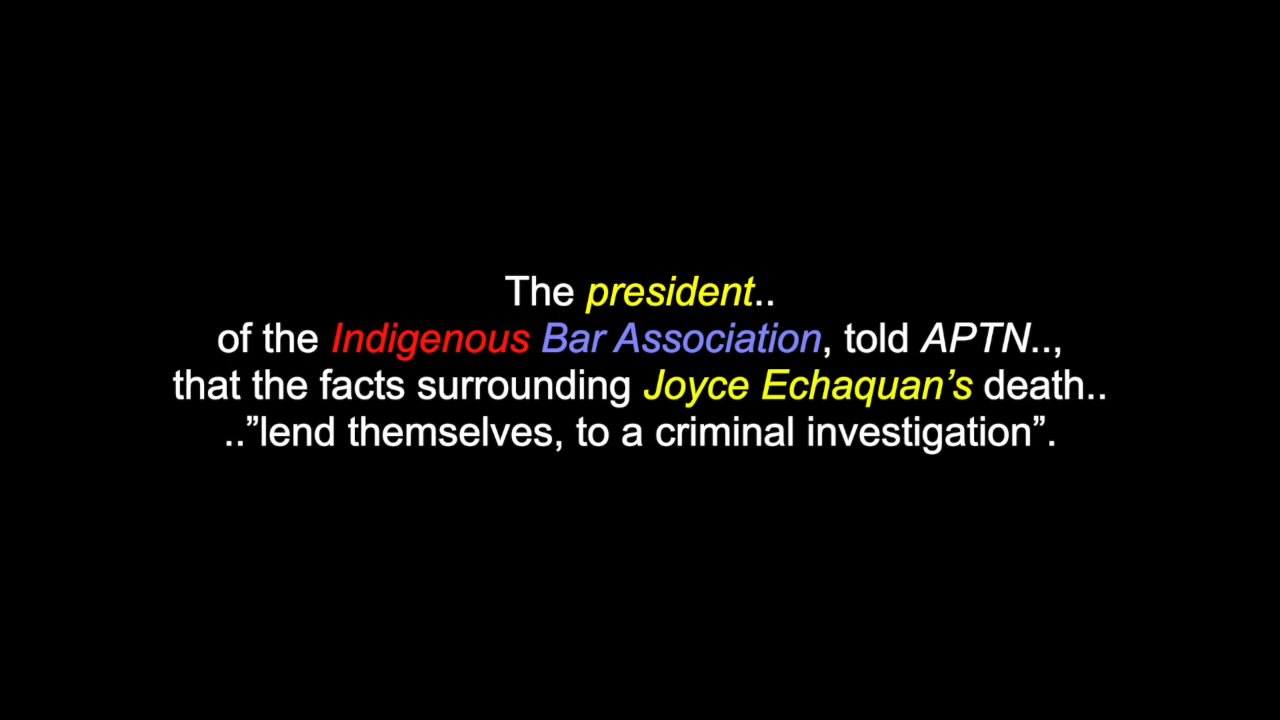 The president..
of the Indigenous Bar Association, told APTN..,
that the facts surrounding Joyce Echaquan’s death..
..”lend themselves, to a criminal investigation”.